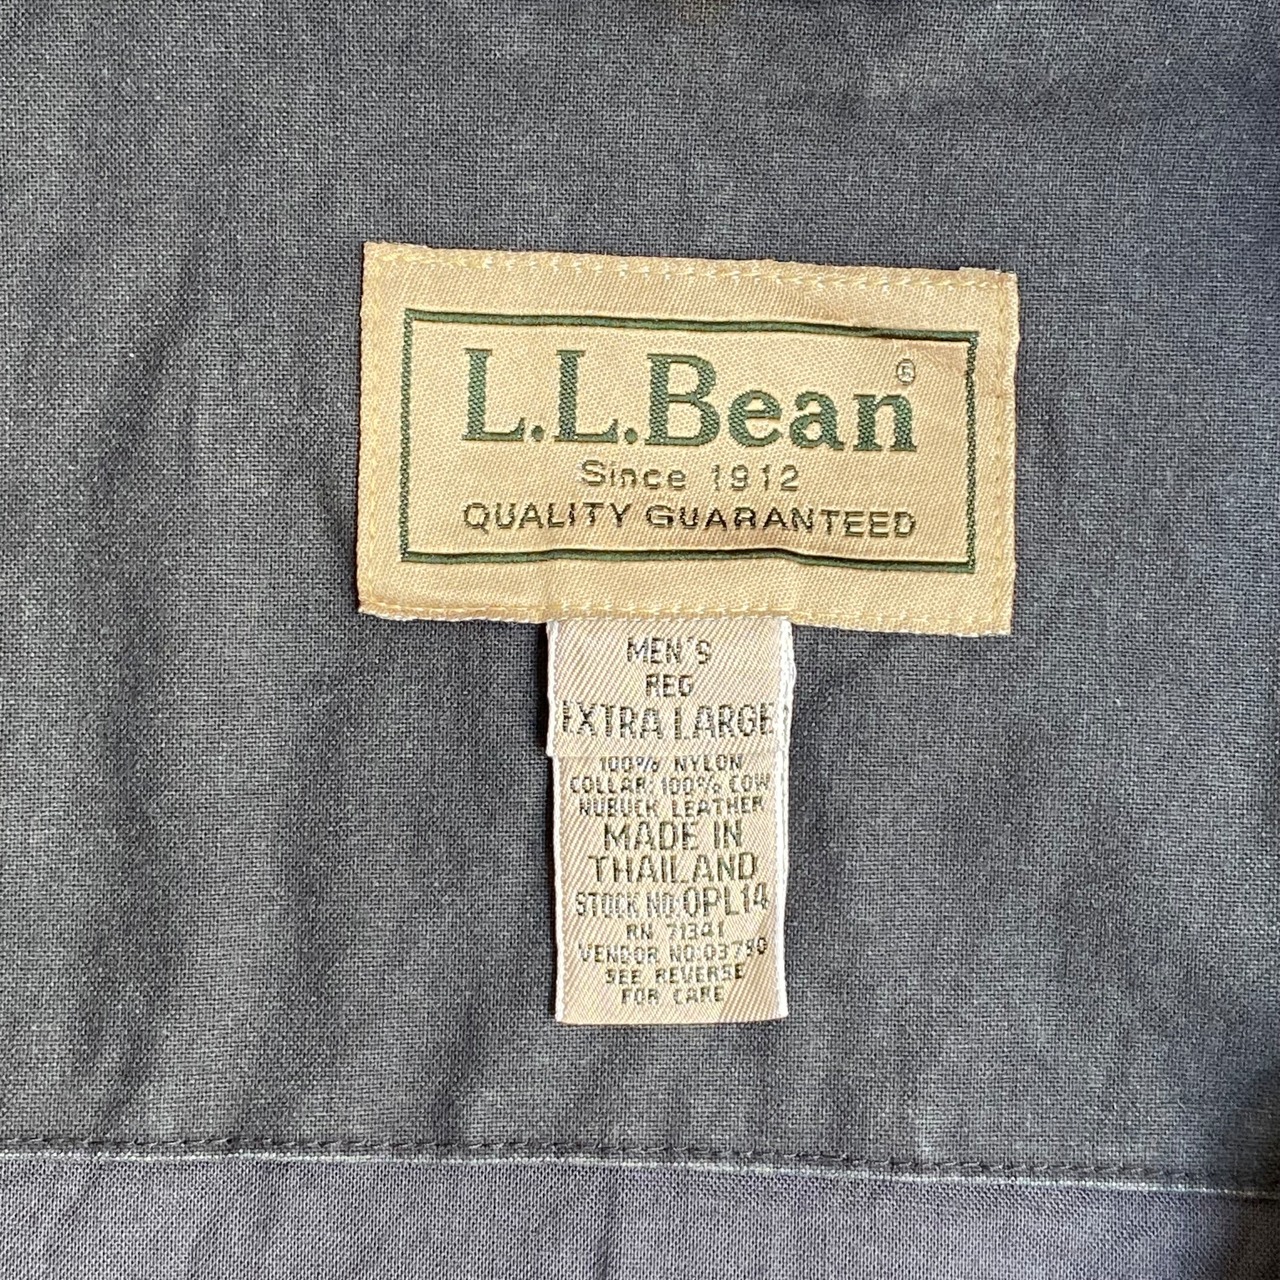 L.L.Bean®
Since 1912
QUALITY GUARANTEED
MEN'S
REG
EXTRA LARGE
100% NYLON
COLLAR: 100% COW
NUBUCK LEATHER
MADE IN
THAILAND
STOCK NO: 0PL14
RN 71341
VENDOR NO: 03790
SEE REVERSE
FOR CARE